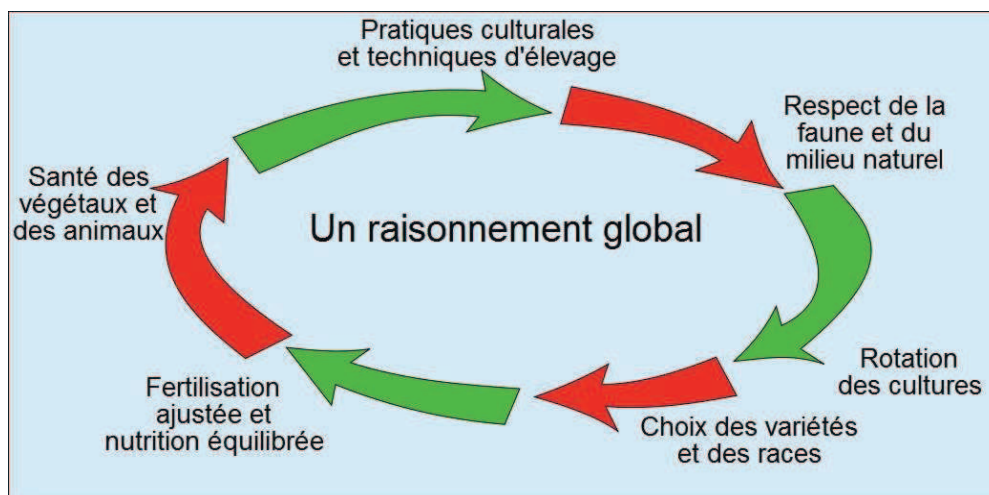 Pratiques culturales
et techniques d'élevage
Respect de la
faune et du
milieu naturel
Santé des
végétaux et
des animaux
Un raisonnement global
Rotation
des cultures
Fertilisation
ajustée et
nutrition équilibrée
Choix des variétés
et des races